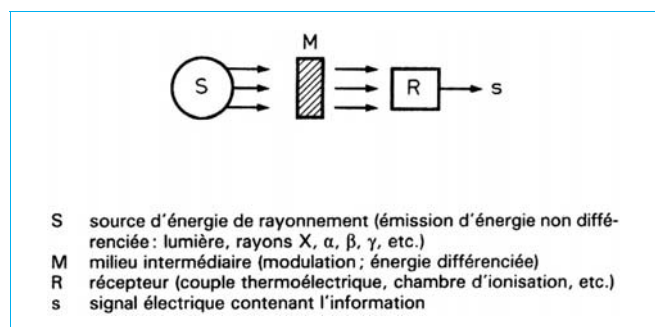 M
S
R
s
S source d'énergie de rayonnement (émission d'énergie non diffé-
renciée : lumière, rayons X, α, β, γ, etc.)
M milieu intermédiaire (modulation ; énergie différenciée)
R récepteur (couple thermoélectrique, chambre d'ionisation, etc.)
s signal électrique contenant l'information